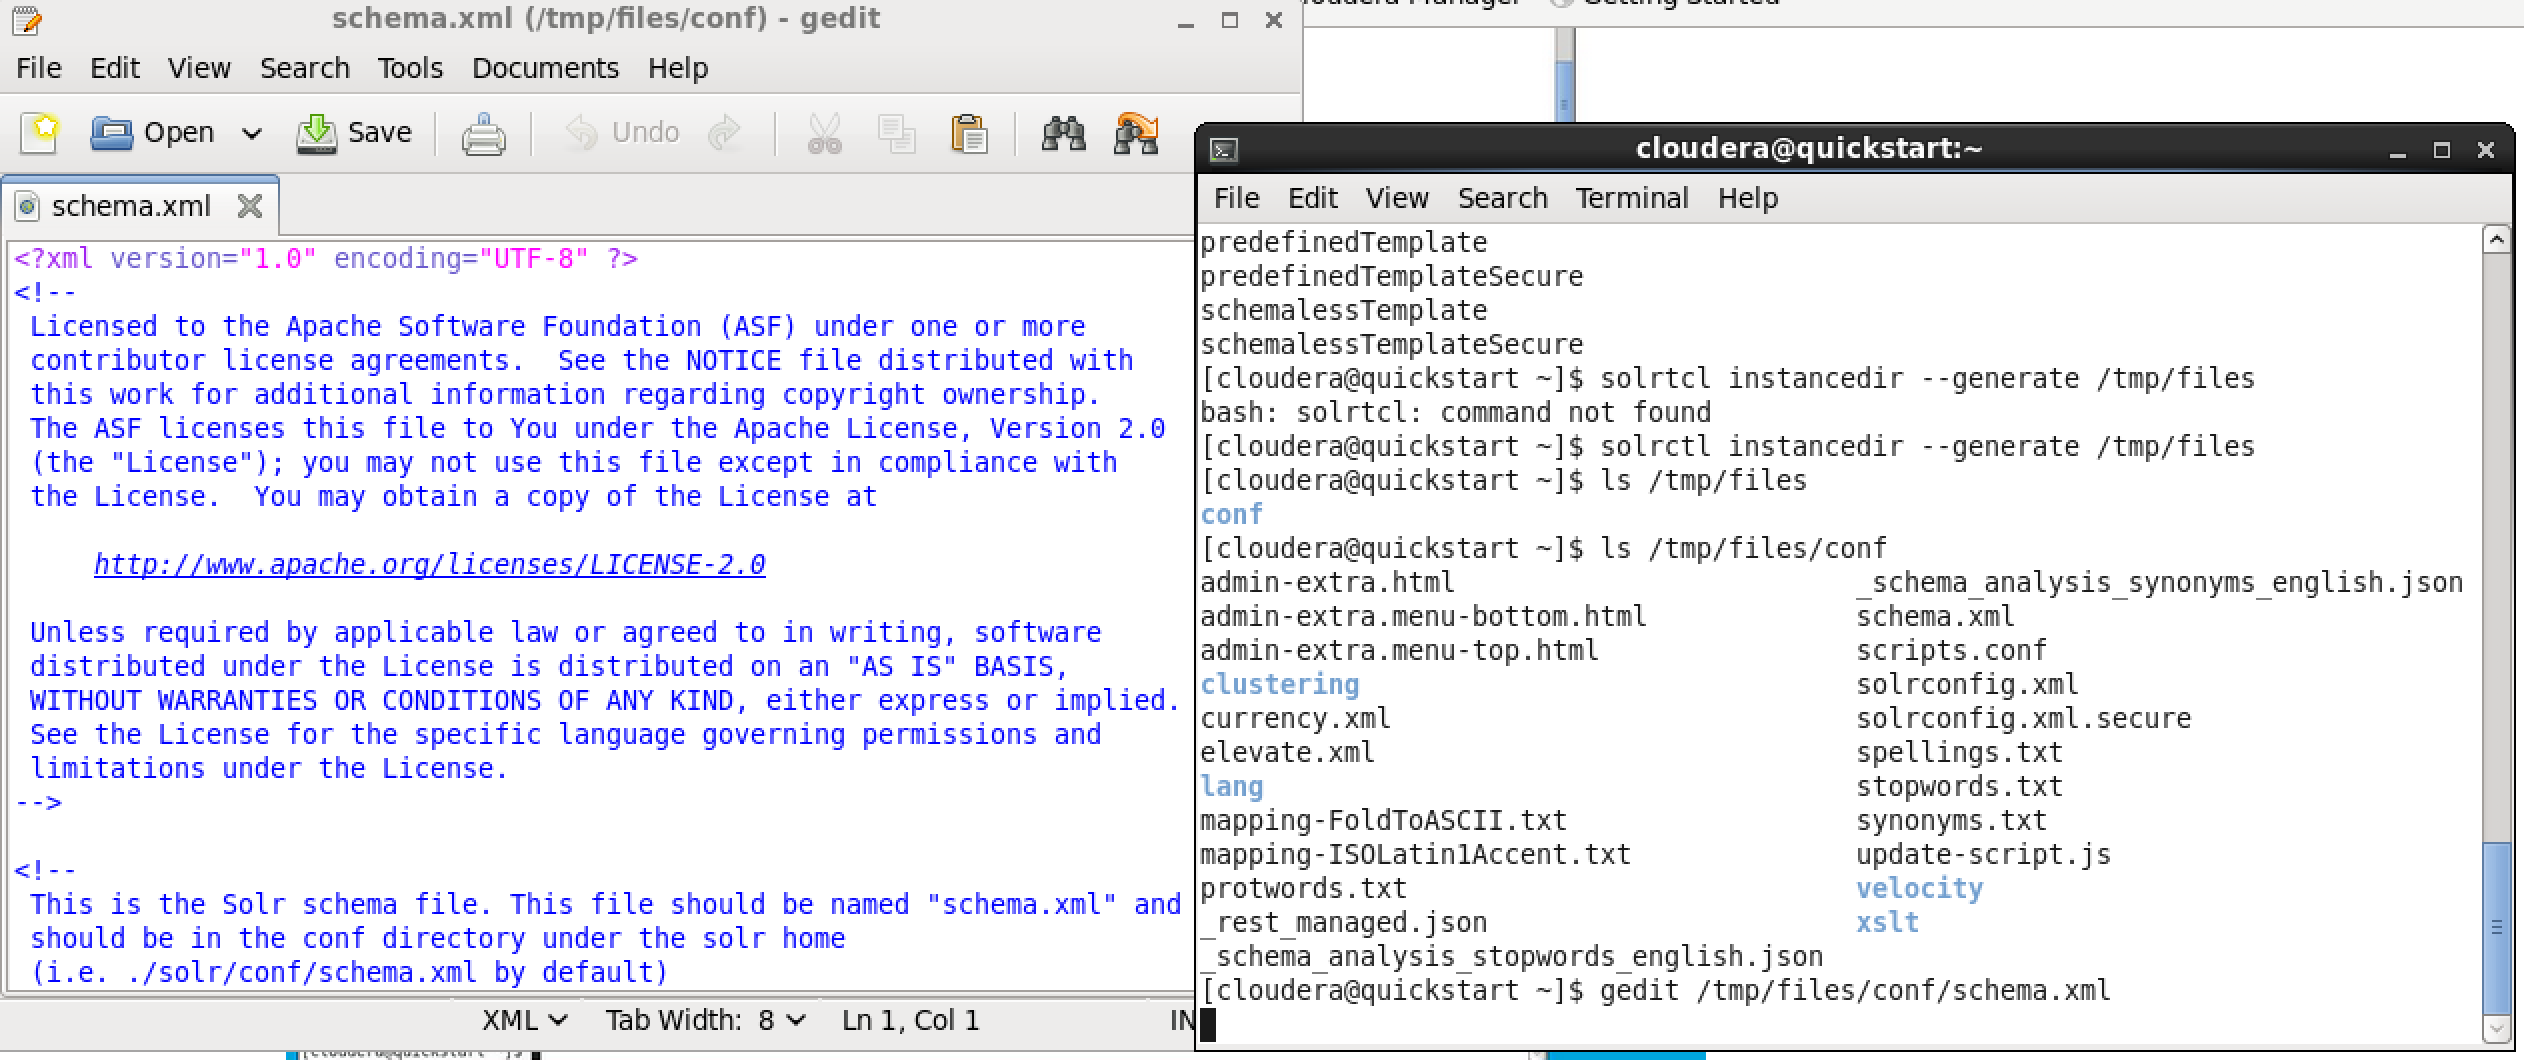 schema.xml (/tmp/files/conf) - gedit
File Edit View Search Tools Documents Help
Open Save Undo
schema.xml
<?xml version="1.0" encoding="UTF-8" ?>
<!--
 Licensed to the Apache Software Foundation (ASF) under one or more
 contributor license agreements.  See the NOTICE file distributed with
 this work for additional information regarding copyright ownership.
 The ASF licenses this file to You under the Apache License, Version 2.0
 (the "License"); you may not use this file except in compliance with
 the License.  You may obtain a copy of the License at
     http://www.apache.org/licenses/LICENSE-2.0
 Unless required by applicable law or agreed to in writing, software
 distributed under the License is distributed on an "AS IS" BASIS,
 WITHOUT WARRANTIES OR CONDITIONS OF ANY KIND, either express or implied.
 See the License for the specific language governing permissions and
 limitations under the License.
-->
<!--
 This is the Solr schema file. This file should be named "schema.xml" and
 should be in the conf directory under the solr home
 (i.e. ./solr/conf/schema.xml by default)
XML Tab Width: 8 Ln 1, Col 1 IN
Manager Getting Started
cloudera@quickstart:~
File Edit View Search Terminal Help
predefinedTemplate
predefinedTemplateSecure
schemalessTemplate
schemalessTemplateSecure
[cloudera@quickstart ~]$ solrtcl instancedir --generate /tmp/files
bash: solrtcl: command not found
[cloudera@quickstart ~]$ solrctl instancedir --generate /tmp/files
[cloudera@quickstart ~]$ ls /tmp/files
conf
[cloudera@quickstart ~]$ ls /tmp/files/conf
admin-extra.html _schema_analysis_synonyms_english.json
admin-extra.menu-bottom.html schema.xml
admin-extra.menu-top.html scripts.conf
clustering solrconfig.xml
currency.xml solrconfig.xml.secure
elevate.xml spellings.txt
lang stopwords.txt
mapping-FoldToASCII.txt synonyms.txt
mapping-ISOLatin1Accent.txt update-script.js
protwords.txt velocity
_rest_managed.json xslt
_schema_analysis_stopwords_english.json
[cloudera@quickstart ~]$ gedit /tmp/files/conf/schema.xml
[cloudera@quickstart ~]$